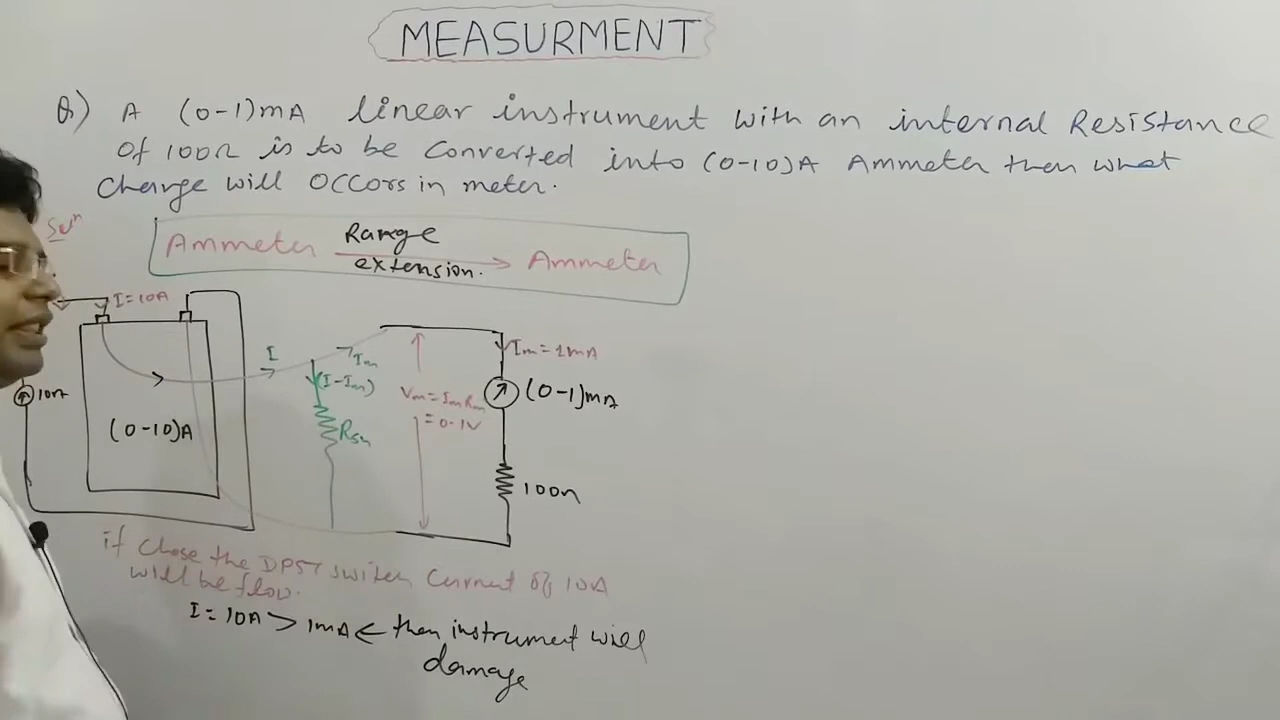 MEASURMENT
Q) A (0-1)mA linear instrument with an internal Resistance
of 100Ω is to be converted into (0-10)A Ammeter then what
change will occors in meter.
Solⁿ
Ammeter Range extension. → Ammeter
I=10A
10A
(0-10)A
I
Im
(I-Im)
Rsh
Vm=ImRm
=0.1V
Im=1mA
(0-1)mA
100Ω
if close the DPST switch current of 10A
will be flow.
I=10A > 1mA ← then instrument will
damage